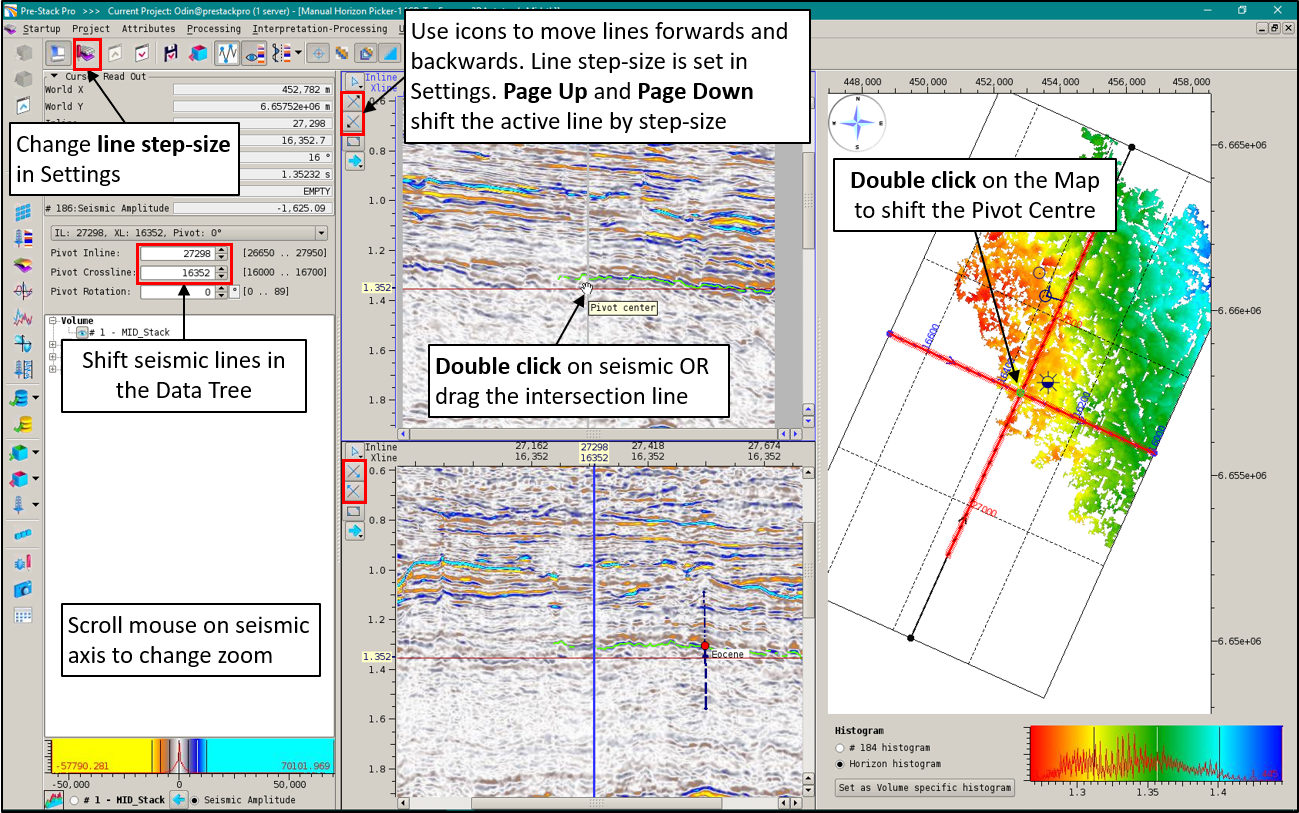 Pre-Stack Pro >>> Current Project: Odin@prestackpro (1 server) - [Manual Horizon Picker-1
Startup Project Attributes Processing Interpretation-Processing
Use icons to move lines forwards and
backwards. Line step-size is set in
Settings. Page Up and Page Down
shift the active line by step-size
Read Out
World X 452,782 m
World Y 6.65752e+06 m
27,298
16,352.7
16 °
1.35232 s
EMPTY
# 186:Seismic Amplitude -1,625.09
Change line step-size
in Settings
IL: 27298, XL: 16352, Pivot: 0°
Pivot Inline: 27298 [26650 .. 27950]
Pivot Crossline: 16352 [16000 .. 16700]
Pivot Rotation: 0 ° [0 .. 89]
Volume
# 1 - MID_Stack
Shift seismic lines in
the Data Tree
Scroll mouse on seismic
axis to change zoom
-57790.281 70101.969
-50,000 0 50,000
# 1 - MID_Stack Seismic Amplitude
Inline
Xline
0.6
0.8
1.0
1.2
1.352
1.4
1.6
1.8
Pivot center
Double click on seismic OR
drag the intersection line
Inline 27,162 27298 27,418 27,674
Xline 16,352 16352 16,352 16,352
0.6
0.8
1.0
1.2
1.352
1.4
1.6
1.8
Eocene
448,000 450,000 452,000 454,000 456,000 458,000
N
W E
S
Double click on the Map
to shift the Pivot Centre
6.665e+06
6.66e+06
6.655e+06
6.65e+06
16600
16200
27000
Histogram
# 184 histogram
Horizon histogram
Set as Volume specific histogram
1.3 1.35 1.4